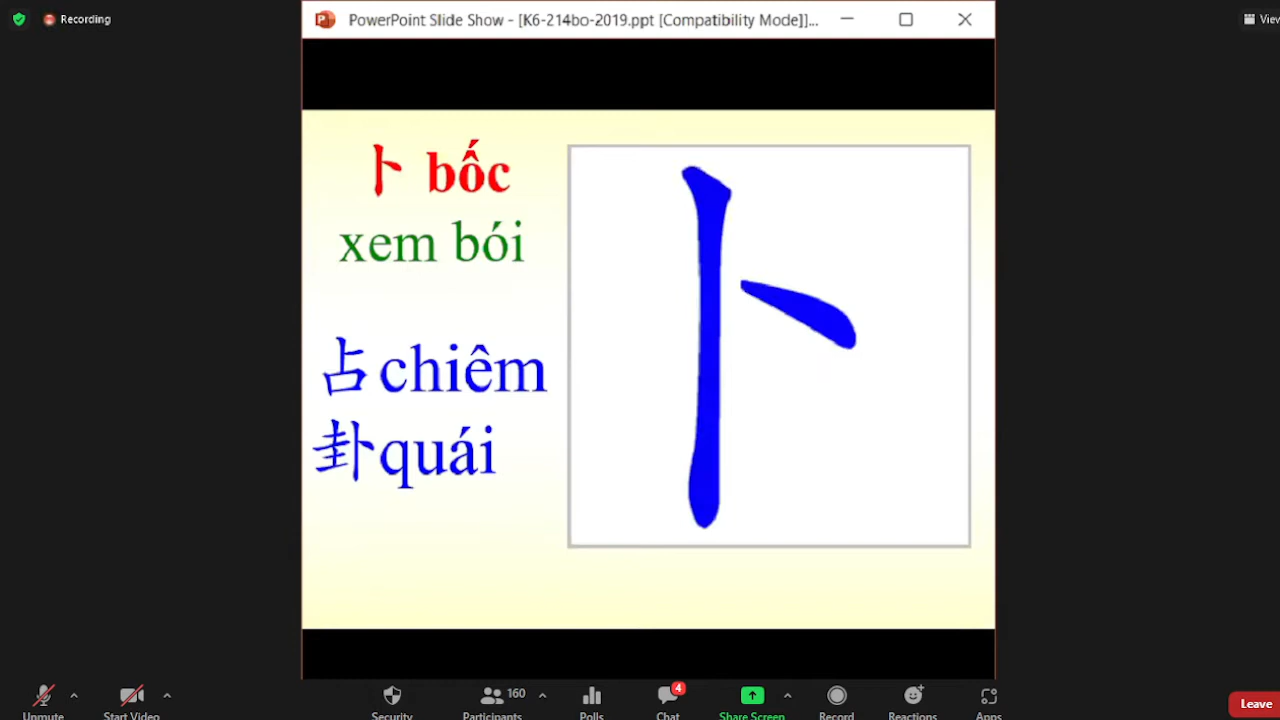 Recording
PowerPoint Slide Show - [K6-214bo-2019.ppt [Compatibility Mode]]...
View
卜 bốc
xem bói
占 chiêm
卦 quái
卜
Unmute
Start Video
Security
160
Participants
Polls
4
Chat
Share Screen
Record
Reactions
Apps
Leave